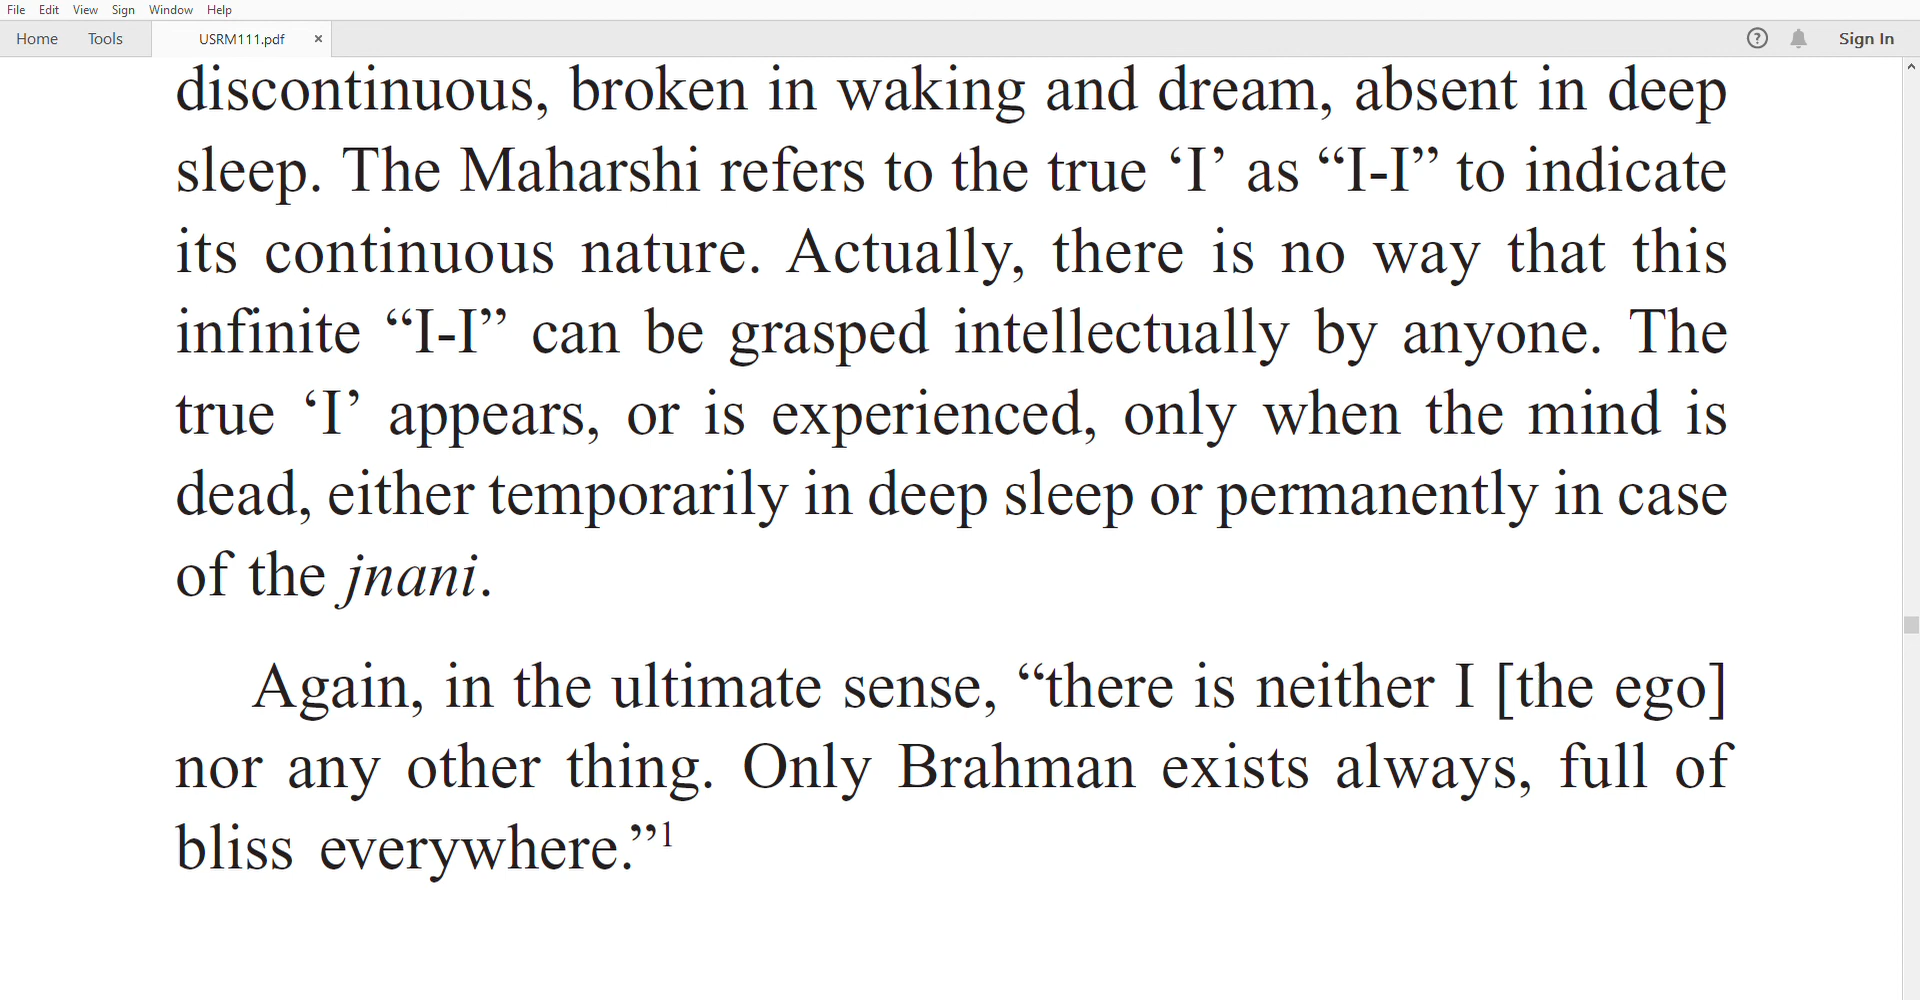 File Edit View Sign Window Help
Home Tools USRM111.pdf × ? Sign In
discontinuous, broken in waking and dream, absent in deep
sleep. The Maharshi refers to the true ‘I’ as “I-I” to indicate
its continuous nature. Actually, there is no way that this
infinite “I-I” can be grasped intellectually by anyone. The
true ‘I’ appears, or is experienced, only when the mind is
dead, either temporarily in deep sleep or permanently in case
of the jnani.
Again, in the ultimate sense, “there is neither I [the ego]
nor any other thing. Only Brahman exists always, full of
bliss everywhere.”1